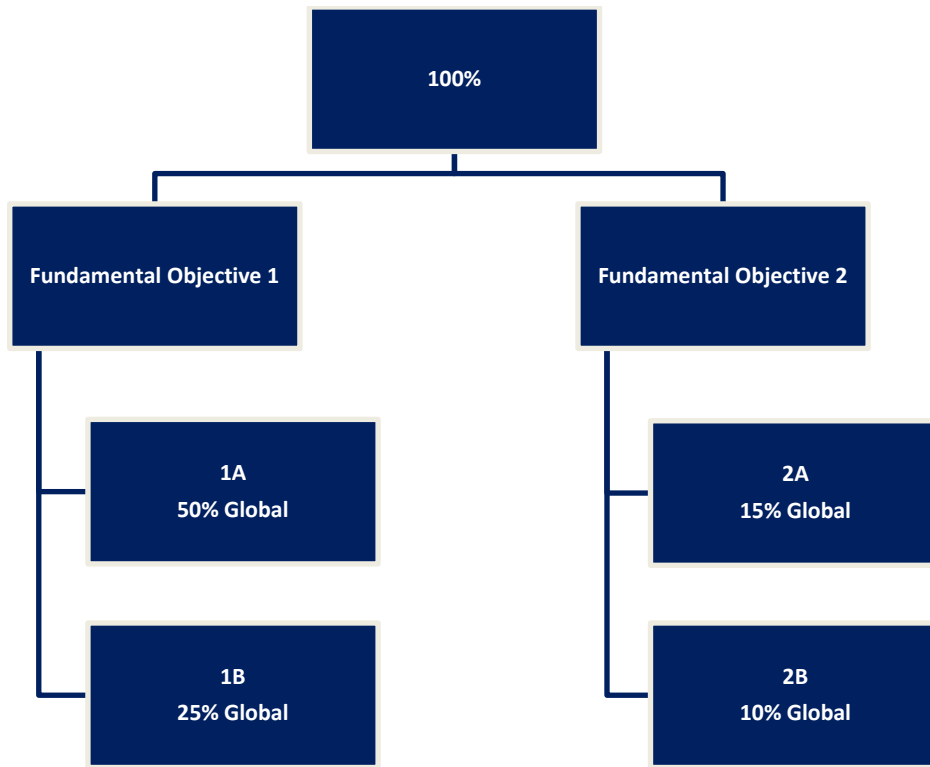 100%
Fundamental Objective 1
Fundamental Objective 2
1A
50% Global
2A
15% Global
1B
25% Global
2B
10% Global